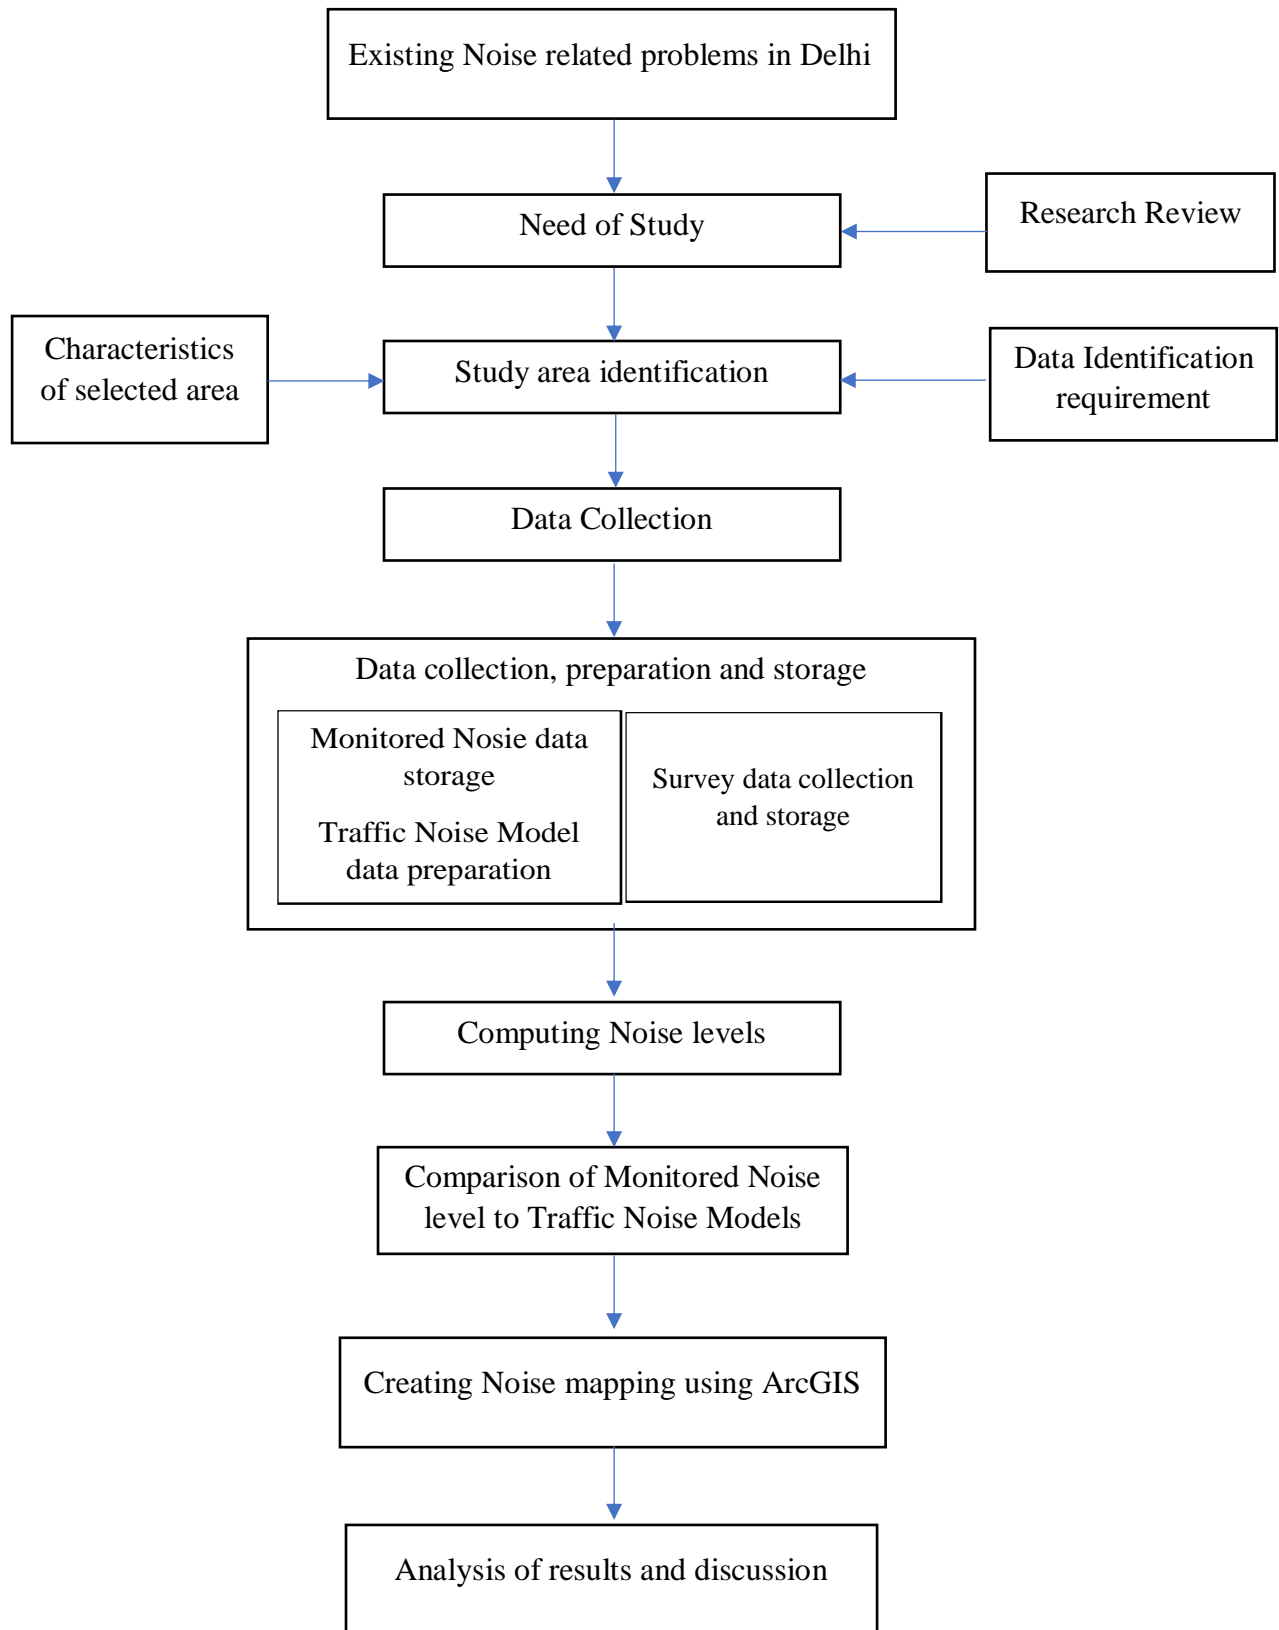 Existing Noise related problems in Delhi
Need of Study
Research Review
Characteristics
of selected area
Study area identification
Data Identification
requirement
Data Collection
Data collection, preparation and storage
Monitored Nosie data
storage
Traffic Noise Model
data preparation
Survey data collection
and storage
Computing Noise levels
Comparison of Monitored Noise
level to Traffic Noise Models
Creating Noise mapping using ArcGIS
Analysis of results and discussion